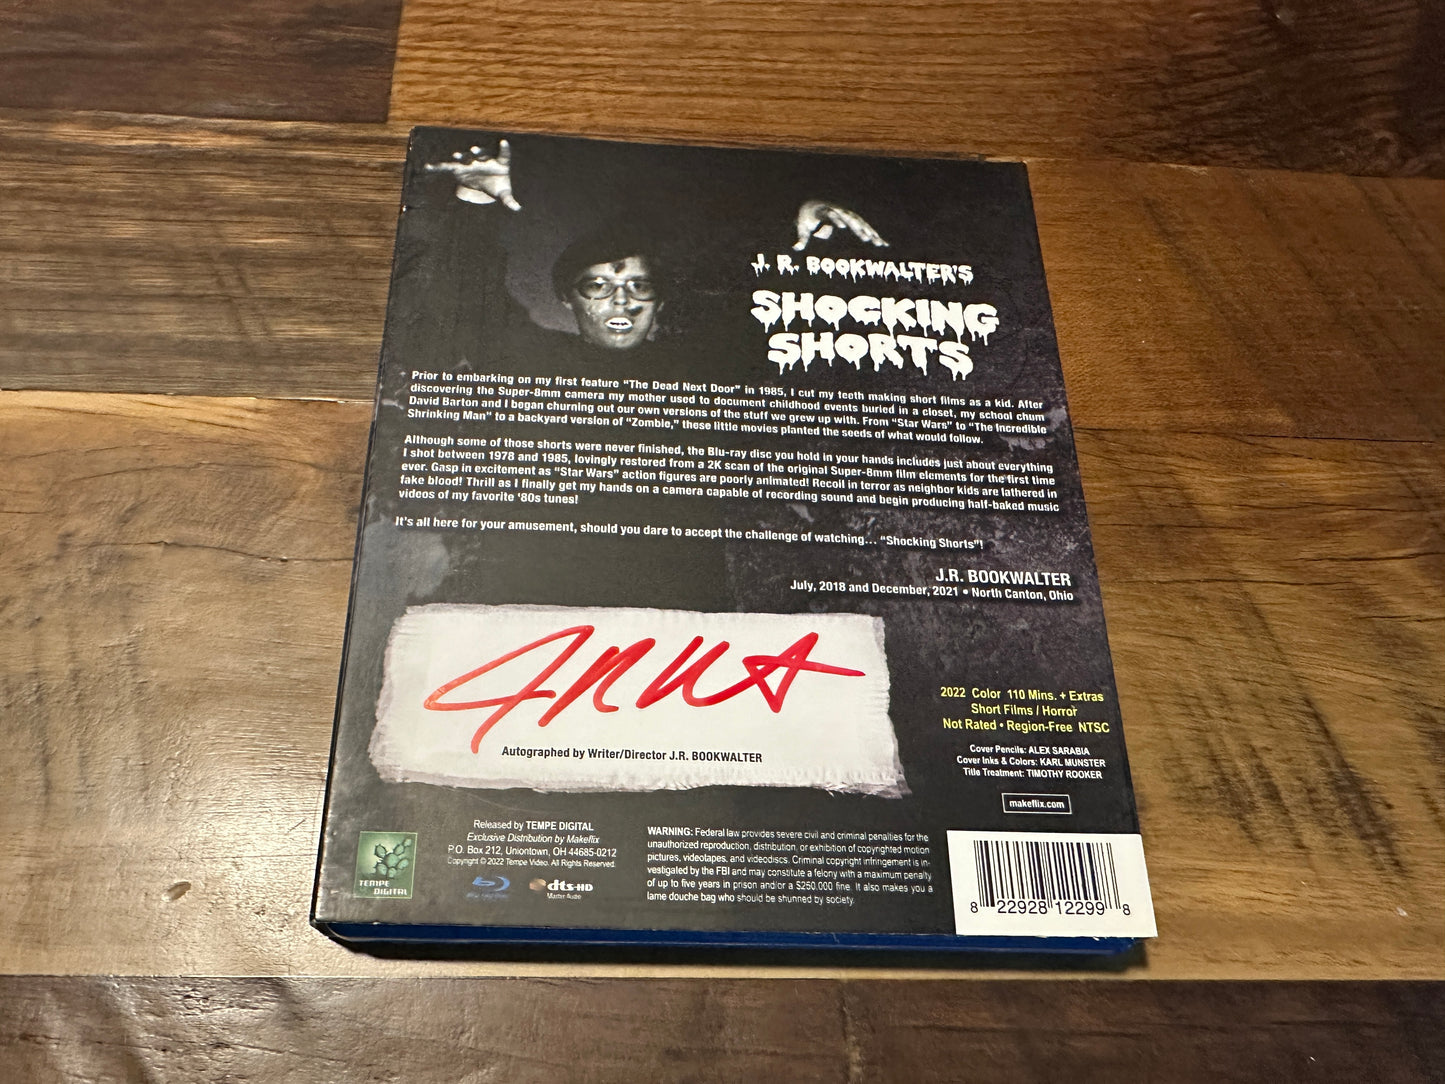 J. R. BOOKWALTER'S
SHOCKING
SHORTS
Prior to embarking on my first feature “The Dead Next Door” in 1985, I cut my teeth making short films as a kid. After
discovering the Super-8mm camera my mother used to document childhood events buried in a closet, my school chum
David Barton and I began churning out our own versions of the stuff we grew up with. From “Star Wars” to “The Incredible
Shrinking Man” to a backyard version of “Zombie,” these little movies planted the seeds of what would follow.
Although some of those shorts were never finished, the Blu-ray disc you hold in your hands includes just about everything
I shot between 1978 and 1985, lovingly restored from a 2K scan of the original Super-8mm film elements for the first time
ever. Gasp in excitement as “Star Wars” action figures are poorly animated! Recoil in terror as neighbor kids are lathered in
fake blood! Thrill as I finally get my hands on a camera capable of recording sound and begin producing half-baked music
videos of my favorite '80s tunes!
It's all here for your amusement, should you dare to accept the challenge of watching... “Shocking Shorts”!
J.R. BOOKWALTER
July, 2018 and December, 2021 • North Canton, Ohio
Autographed by Writer/Director J.R. BOOKWALTER
2022 Color 110 Mins. + Extras
Short Films / Horror
Not Rated • Region-Free NTSC
Cover Pencils: ALEX SARABIA
Cover Inks & Colors: KARL MUNSTER
Title Treatment: TIMOTHY ROOKER
makeflix.com
TEMPE
DIGITAL
Released by TEMPE DIGITAL
Exclusive Distribution by Makeflix
P.O. Box 212, Uniontown, OH 44685-0212
Copyright © 2022 Tempe Video. All Rights Reserved.
dts-HD
Master Audio
WARNING: Federal law provides severe civil and criminal penalties for the
unauthorized reproduction, distribution, or exhibition of copyrighted motion
pictures, videotapes, and videodiscs. Criminal copyright infringement is in-
vestigated by the FBI and may constitute a felony with a maximum penalty
of up to five years in prison and/or a $250,000 fine. It also makes you a
lame douche bag who should be shunned by society.
8 22928 12299 8